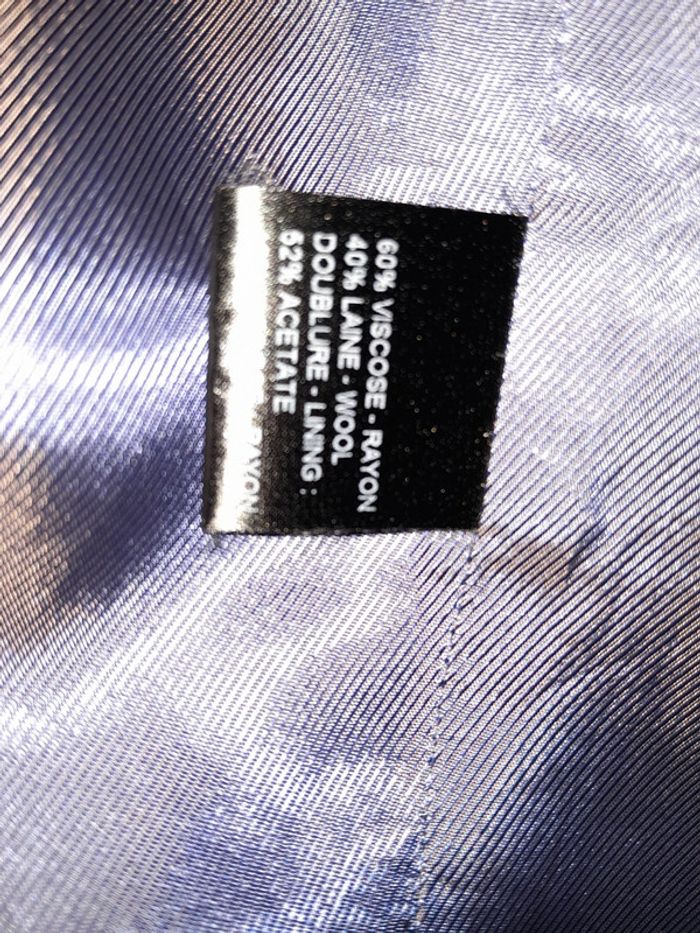 60% VISCOSE - RAYON
40% LAINE - WOOL
DOUBLURE - LINING :
62% ACETATE
RAYON